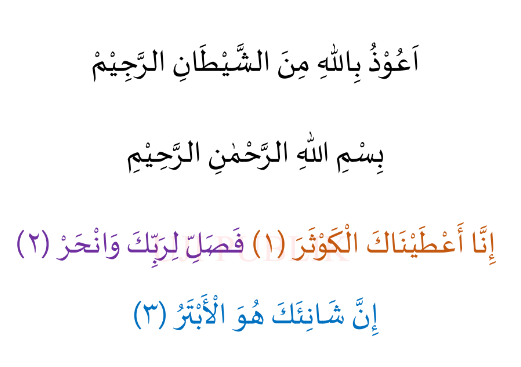 اَعُوْذُ بِاللهِ مِنَ الشَّيْطَانِ الرَّجِيْمْ
بِسْمِ اللهِ الرَّحْمٰنِ الرَّحِيْمِ
إِنَّا أَعْطَيْنَاكَ الْكَوْثَرَ (١) فَصَلِّ لِرَبِّكَ وَانْحَرْ (٢)
إِنَّ شَانِئَكَ هُوَ الْأَبْتَرُ (٣)